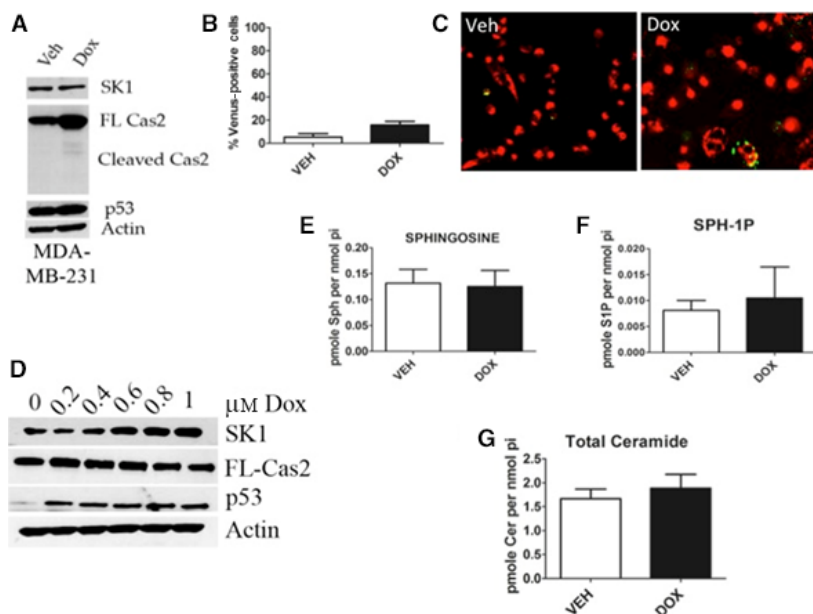 A
Veh
Dox
SK1
FL Cas2
Cleaved Cas2
p53
Actin
MDA-
MB-231
B
% Venus-positive cells
100
80
60
40
20
0
VEH
DOX
C
Veh
Dox
E
SPHINGOSINE
pmole Sph per nmol pi
0.20
0.15
0.10
0.05
0.00
VEH
DOX
F
SPH-1P
pmole S1P per nmol pi
0.020
0.015
0.010
0.005
0.000
VEH
DOX
D
0 0.2 0.4 0.6 0.8 1 μM Dox
SK1
FL-Cas2
p53
Actin
G
Total Ceramide
pmole Cer per nmol pi
2.5
2.0
1.5
1.0
0.5
0.0
VEH
DOX